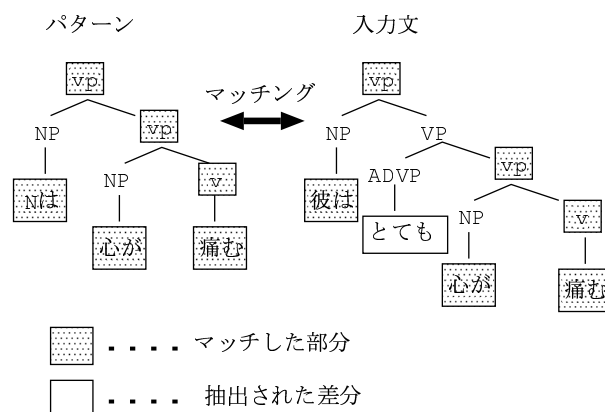 パターン
入力文
マッチング
vp
NP
vp
Nは
NP
v
心が
痛む
vp
NP
VP
彼は
ADVP
vp
とても
NP
v
心が
痛む
・・・・ マッチした部分
・・・・ 抽出された差分